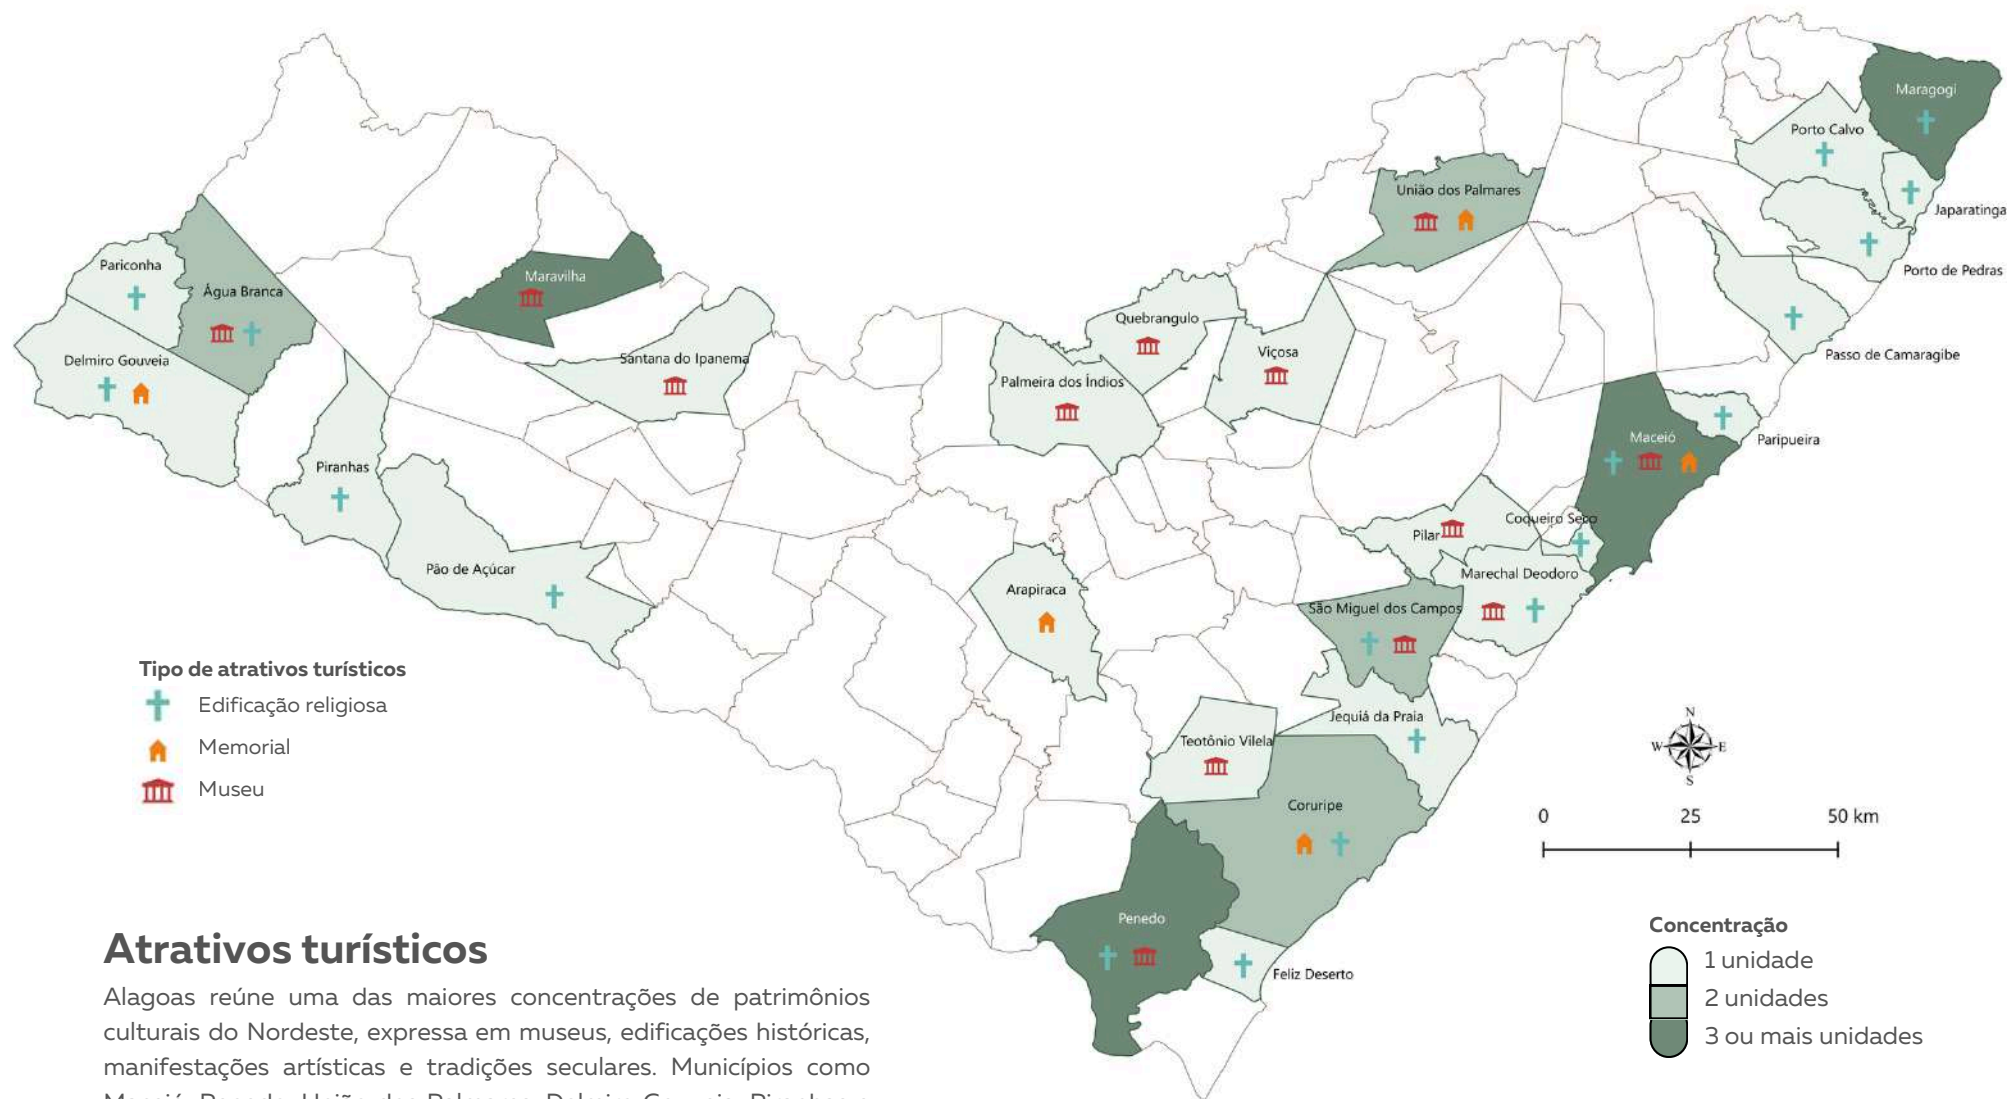 Maragogi
Porto Calvo
União dos Palmares
Japaratinga
Pariconha
Porto de Pedras
Maravilha
Água Branca
Quebrangulo
Viçosa
Passo de Camaragibe
Delmiro Gouveia
Santana do Ipanema
Palmeira dos Índios
Maceió
Paripueira
Piranhas
Coqueiro Seco
Pilar
Pão de Açúcar
Marechal Deodoro
Arapiraca
São Miguel dos Campos
Tipo de atrativos turísticos
Edificação religiosa
Memorial
Museu
Jequiá da Praia
Teotônio Vilela
N
W E
S
Coruripe
0 25 50 km
Penedo
Feliz Deserto
Concentração
1 unidade
2 unidades
3 ou mais unidades
Atrativos turísticos
Alagoas reúne uma das maiores concentrações de patrimônios
culturais do Nordeste, expressa em museus, edificações históricas,
manifestações artísticas e tradições seculares. Municípios como